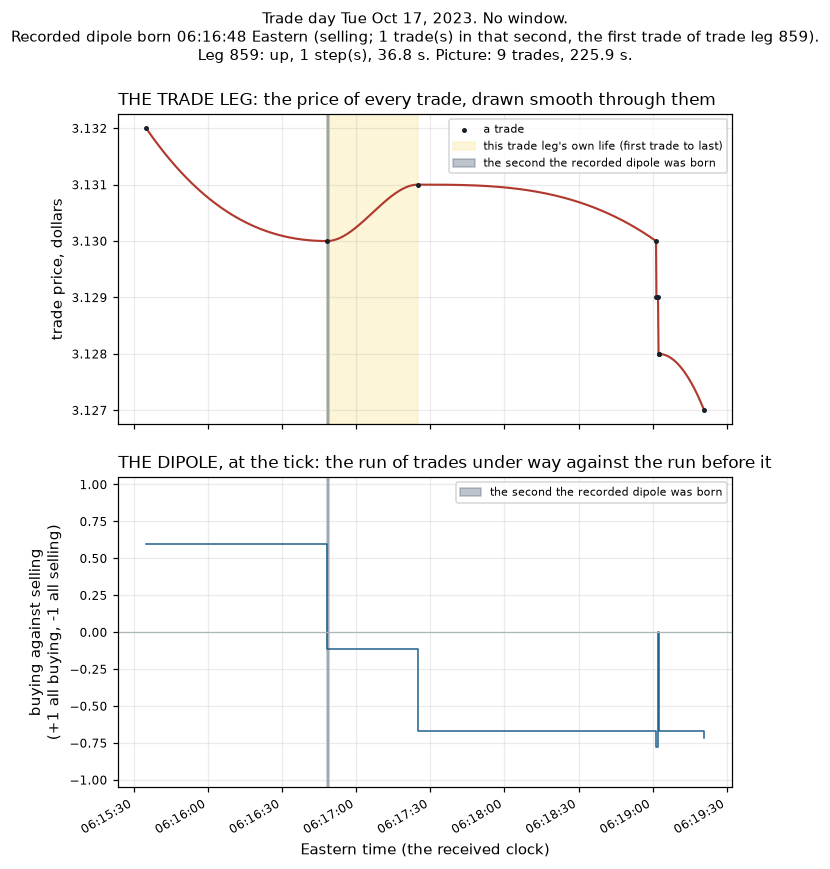 Trade day Tue Oct 17, 2023. No window.
Recorded dipole born 06:16:48 Eastern (selling; 1 trade(s) in that second, the first trade of trade leg 859).
Leg 859: up, 1 step(s), 36.8 s. Picture: 9 trades, 225.9 s.
THE TRADE LEG: the price of every trade, drawn smooth through them
a trade
this trade leg's own life (first trade to last)
the second the recorded dipole was born
trade price, dollars
3.132
3.131
3.130
3.129
3.128
3.127
THE DIPOLE, at the tick: the run of trades under way against the run before it
the second the recorded dipole was born
buying against selling
(+1 all buying, -1 all selling)
1.00
0.75
0.50
0.25
0.00
−0.25
−0.50
−0.75
−1.00
06:15:30
06:16:00
06:16:30
06:17:00
06:17:30
06:18:00
06:18:30
06:19:00
06:19:30
Eastern time (the received clock)